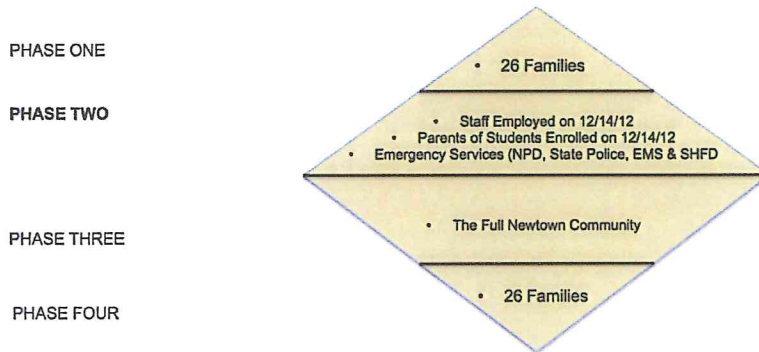 PHASE ONE
• 26 Families
PHASE TWO
• Staff Employed on 12/14/12
• Parents of Students Enrolled on 12/14/12
• Emergency Services (NPD, State Police, EMS & SHFD
• The Full Newtown Community
PHASE THREE
• 26 Families
PHASE FOUR